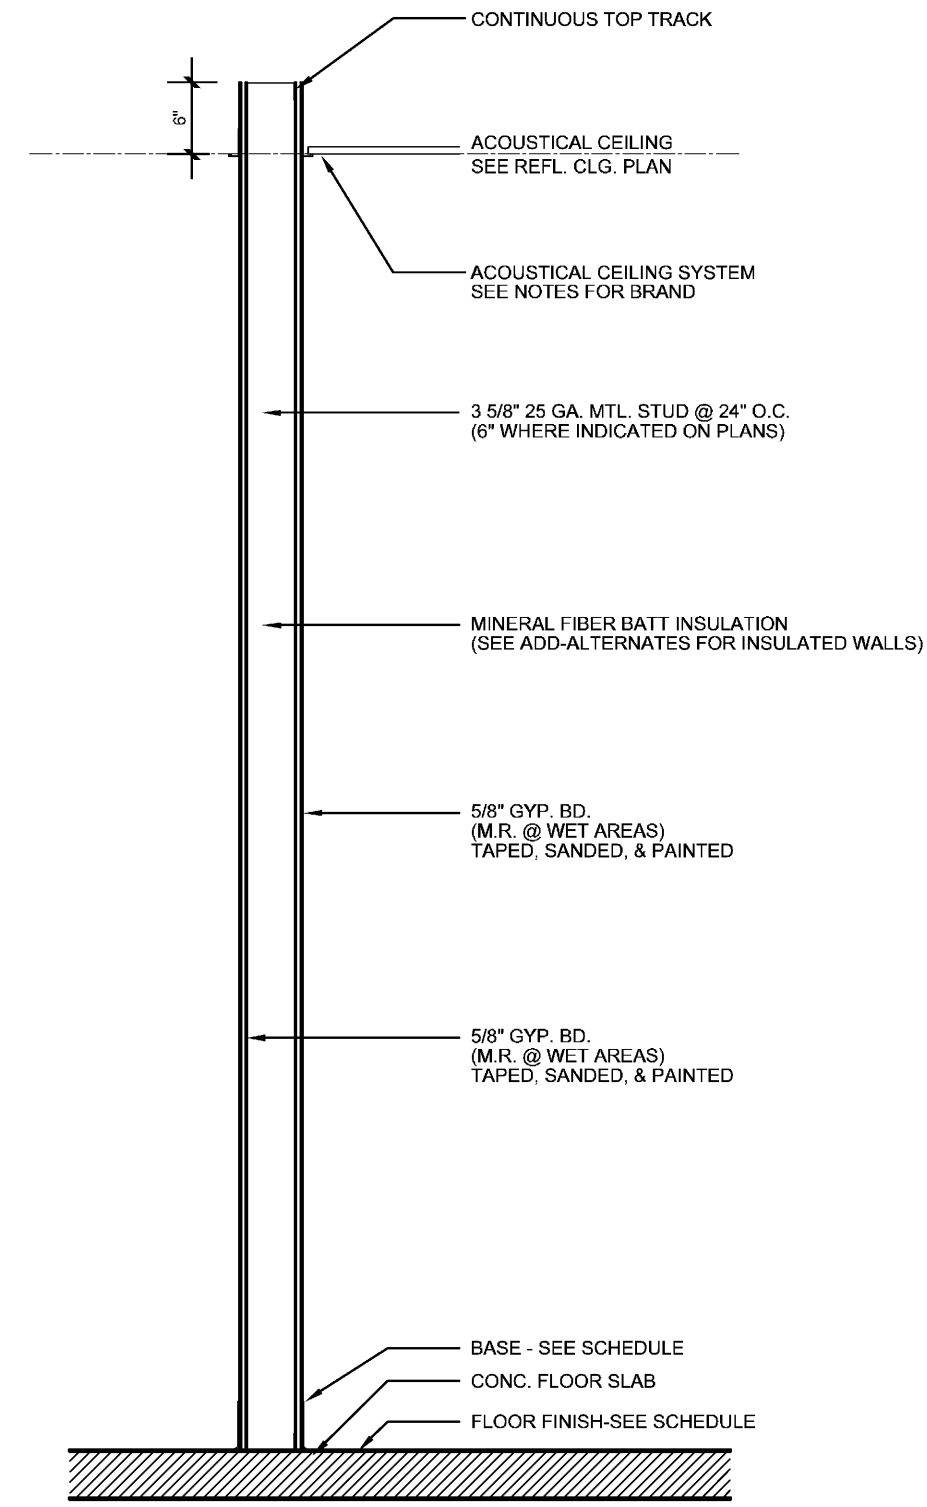 CONTINUOUS TOP TRACK
6"
ACOUSTICAL CEILING
SEE REFL. CLG. PLAN
ACOUSTICAL CEILING SYSTEM
SEE NOTES FOR BRAND
3 5/8" 25 GA. MTL. STUD @ 24" O.C.
(6" WHERE INDICATED ON PLANS)
MINERAL FIBER BATT INSULATION
(SEE ADD-ALTERNATES FOR INSULATED WALLS)
5/8" GYP. BD.
(M.R. @ WET AREAS)
TAPED, SANDED, & PAINTED
5/8" GYP. BD.
(M.R. @ WET AREAS)
TAPED, SANDED, & PAINTED
BASE - SEE SCHEDULE
CONC. FLOOR SLAB
FLOOR FINISH-SEE SCHEDULE